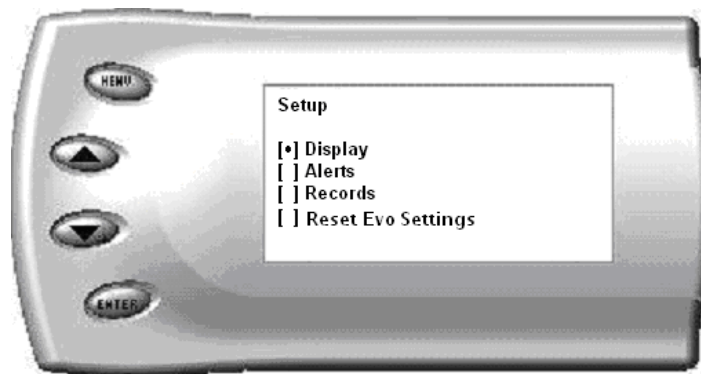 MENU
Setup
[•] Display
[ ] Alerts
[ ] Records
[ ] Reset Evo Settings
ENTER